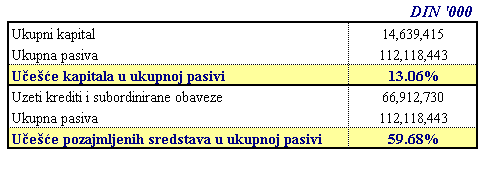 DIN '000
Ukupni kapital 14,639,415
Ukupna pasiva 112,118,443
Učešće kapitala u ukupnoj pasivi 13.06%
Uzeti krediti i subordinirane obaveze 66,912,730
Ukupna pasiva 112,118,443
Učešće pozajmljenih sredstava u ukupnoj pasivi 59.68%